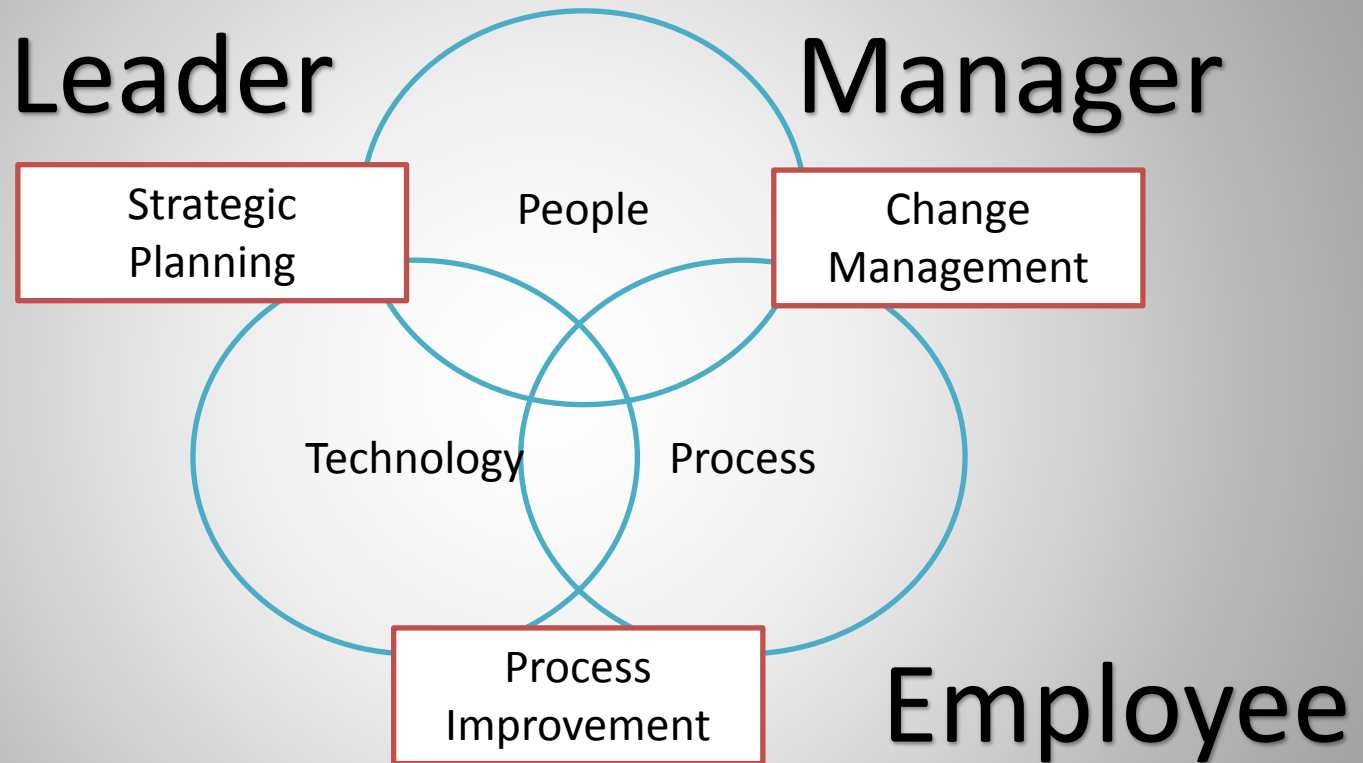 Leader
Manager
Strategic
Planning
People
Change
Management
Technology
Process
Process
Improvement
Employee